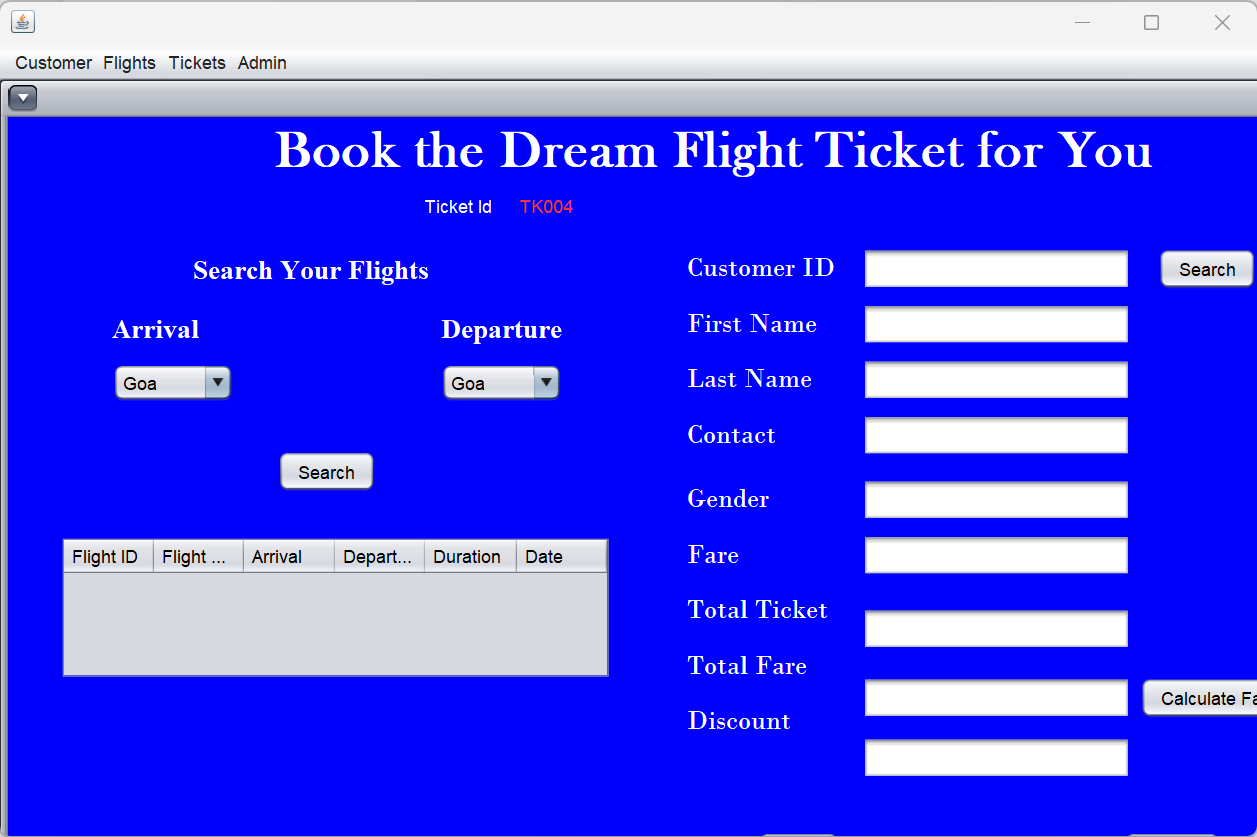 Customer Flights Tickets Admin
Book the Dream Flight Ticket for You
Ticket Id TK004
Search Your Flights
Arrival Departure
Goa Goa
Search
Flight ID Flight ... Arrival Depart... Duration Date
Customer ID Search
First Name
Last Name
Contact
Gender
Fare
Total Ticket
Total Fare
Calculate Fa
Discount